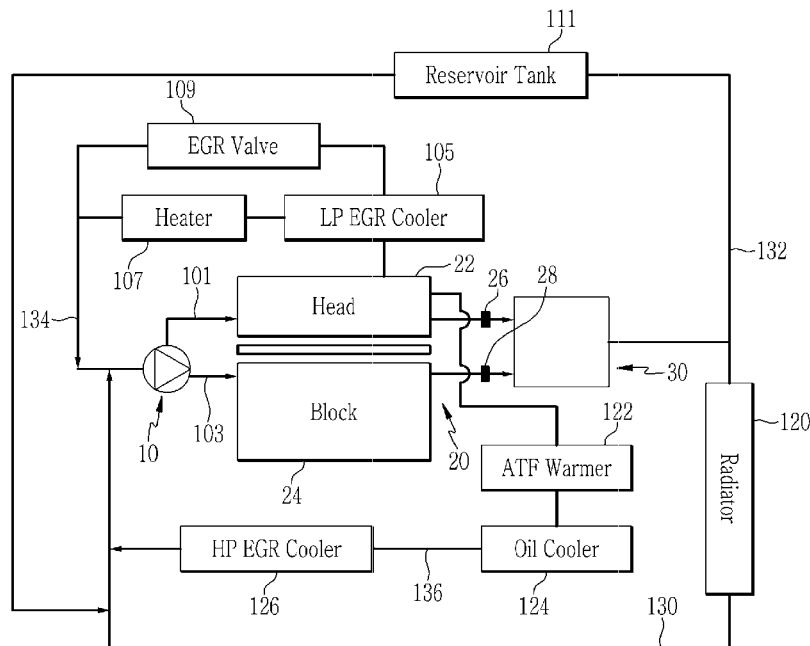 111
Reservoir Tank
109
EGR Valve
105
Heater
LP EGR Cooler
107
22
132
101
26
28
Head
134
30
103
Block
10
20
122
120
24
ATF Warmer
Radiator
HP EGR Cooler
Oil Cooler
126
136
124
130